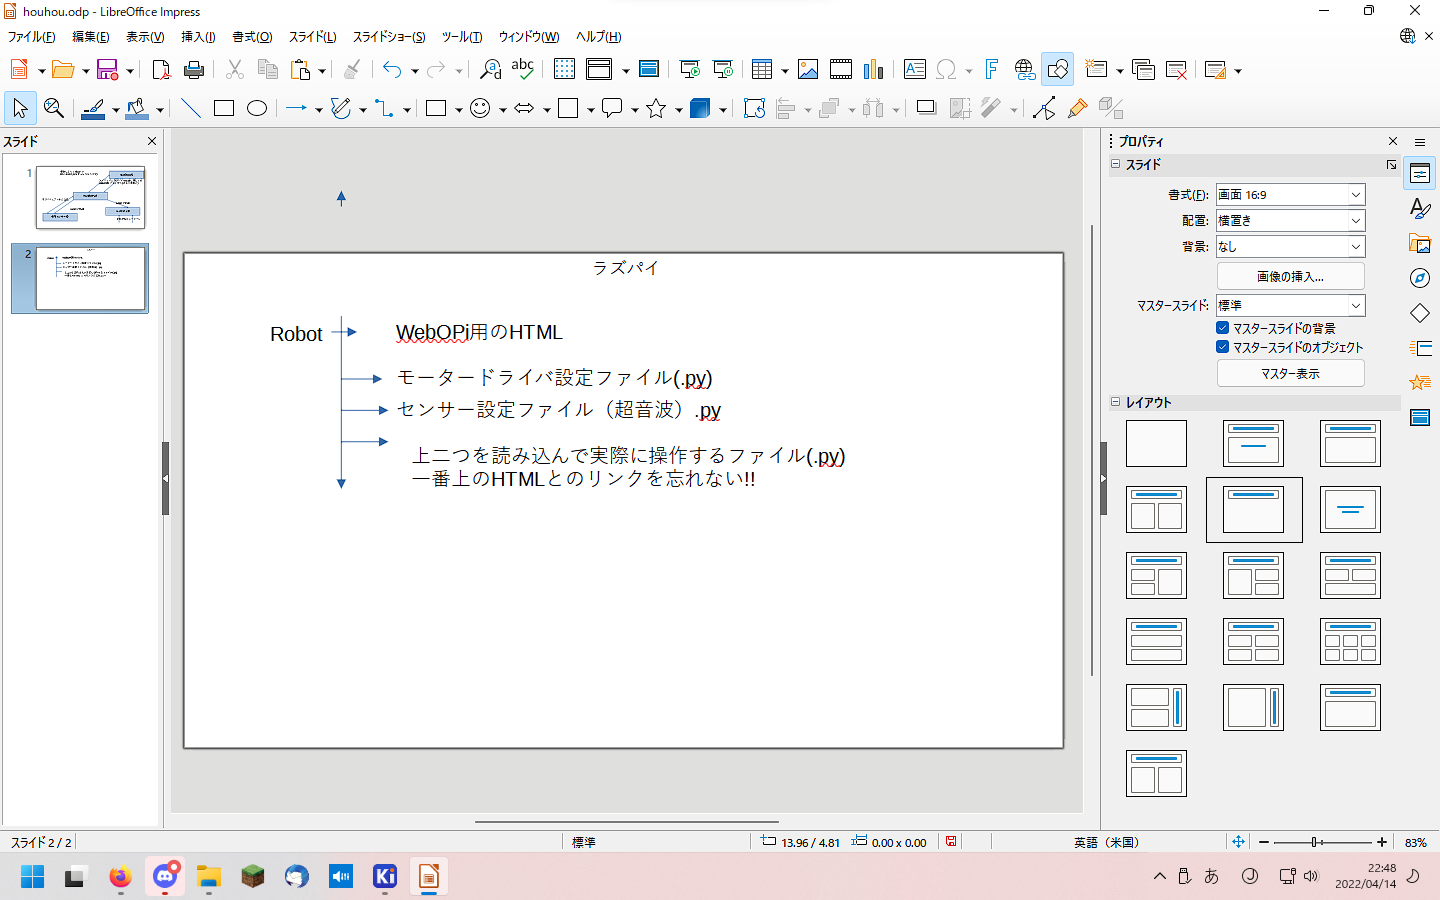 houhou.odp - LibreOffice Impress
ファイル(F) 編集(E) 表示(V) 挿入(I) 書式(O) スライド(L) スライドショー(S) ツール(T) ウィンドウ(W) ヘルプ(H)
スライド
1
2
ラズパイ
Robot
WebOPi用のHTML
モータードライバ設定ファイル(.py)
センサー設定ファイル（超音波）.py
上二つを読み込んで実際に操作するファイル(.py)
一番上のHTMLとのリンクを忘れない!!
プロパティ
スライド
書式(F): 画面 16:9
配置: 横置き
背景: なし
画像の挿入...
マスタースライド: 標準
マスタースライドの背景
マスタースライドのオブジェクト
マスター表示
レイアウト
スライド 2 / 2
標準
13.96 / 4.81
0.00 x 0.00
英語（米国）
83%
Ki
あ
22:48
2022/04/14